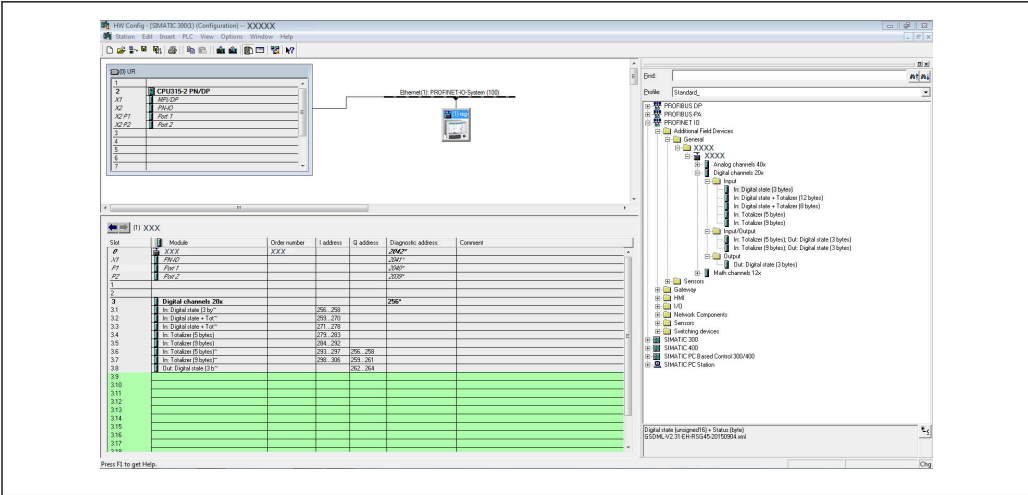 HW Config - [SIMATIC 300(1) (Configuration) -- XXXXX
Station Edit Insert PLC View Options Window Help
(0) UR
1
2 CPU315-2 PN/DP
X1 MPI/DP
X2 PN-IO
X2 P1 Port 1
X2 P2 Port 2
3
4
5
6
7
Ethernet(1): PROFINET-IO-System (100)
(1) XXX
Slot Module Order number I address Q address Diagnostic address: Comment
0 XXX XXX 2042*
X1 PN-IO 2041*
P1 Port 1 2040*
P2 Port 2 2039*
1
2
3 Digital channels 20x 256*
3.1 In: Digital state (3 by~ 256...258
3.2 In: Digital state + Tot~ 259...270
3.3 In: Digital state + Tot~ 271...278
3.4 In: Totalizer (5 bytes) 279...283
3.5 In: Totalizer (9 bytes) 284...292
3.6 In: Totalizer (5 bytes)~ 293...297 256...258
3.7 In: Totalizer (9 bytes)~ 298...306 259...261
3.8 Out: Digital state (3 b~ 262...264
3.9
3.10
3.11
3.12
3.13
3.14
3.15
3.16
3.17
3.18
Find:
Profile: Standard_
PROFIBUS DP
PROFIBUS-PA
PROFINET IO
Additional Field Devices
General
XXXX
XXXX
Analog channels 40x
Digital channels 20x
Input
In: Digital state (3 bytes)
In: Digital state + Totalizer (12 bytes)
In: Digital state + Totalizer (8 bytes)
In: Totalizer (5 bytes)
In: Totalizer (9 bytes)
Input/Output
In: Totalizer (5 bytes); Out: Digital state (3 bytes)
In: Totalizer (9 bytes); Out: Digital state (3 bytes)
Output
Out: Digital state (3 bytes)
Math channels 12x
Sensors
Gateway
HMI
I/O
Network Components
Sensors
Switching devices
SIMATIC 300
SIMATIC 400
SIMATIC PC Based Control 300/400
SIMATIC PC Station
Digital state (unsigned16) + Status (byte)
GSDML-V2.31-EH-RSG45-20150904.xml
Press F1 to get Help.
Chg